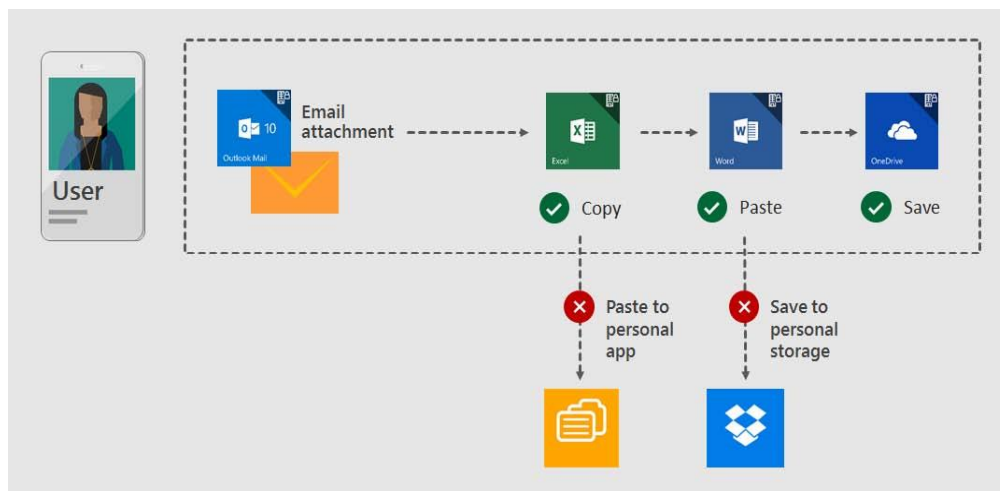 User
Outlook Mail
10
Email
attachment
Excel
Word
OneDrive
Copy
Paste
Save
Paste to
personal
app
Save to
personal
storage